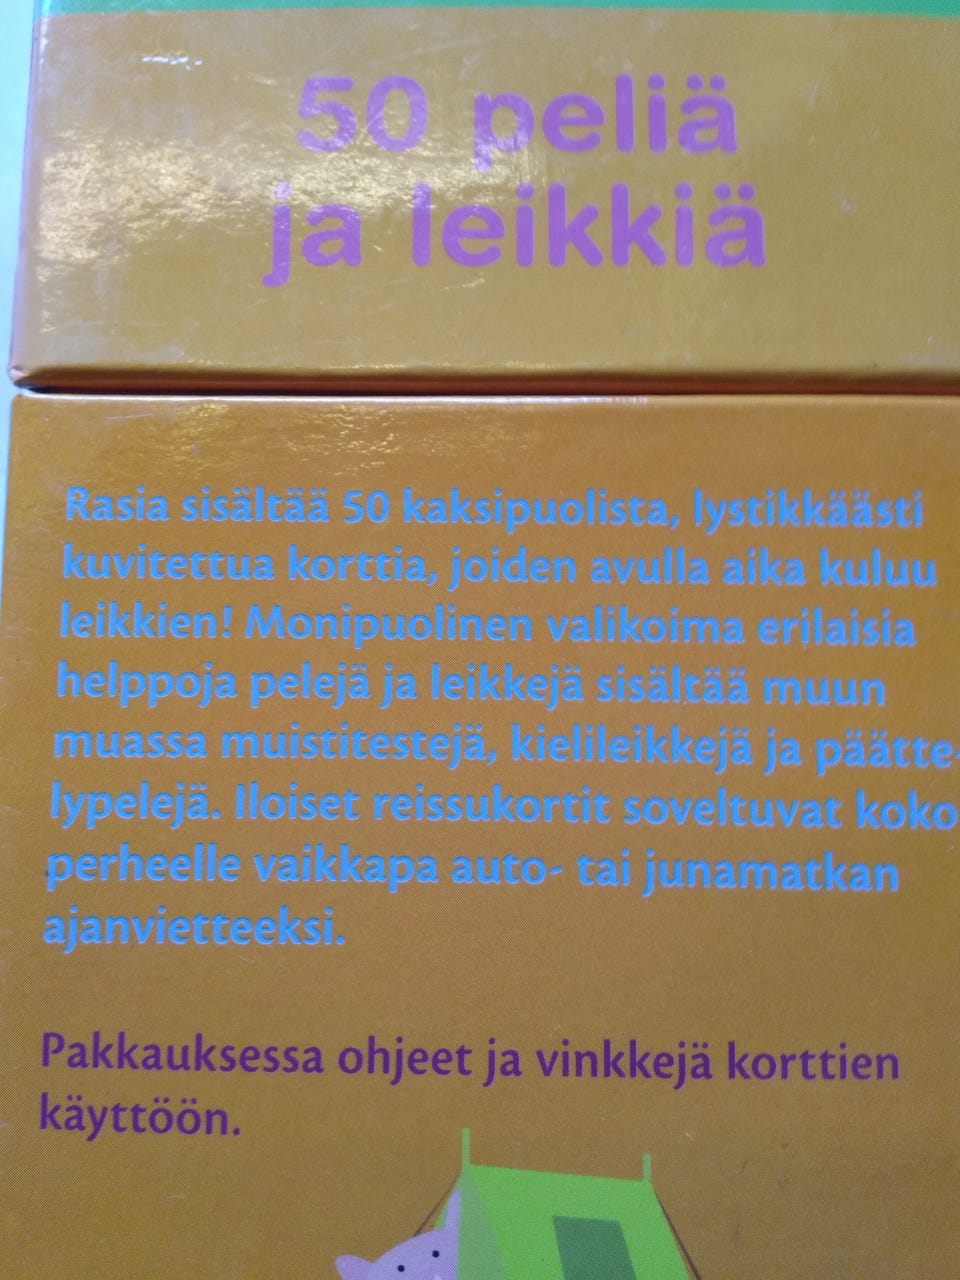 50 peliä
ja leikkiä
Rasia sisältää 50 kaksipuolista, lystikkäästi
kuvitettua korttia, joiden avulla aika kuluu
leikkien! Monipuolinen valikoima erilaisia
helppoja pelejä ja leikkejä sisältää muun
muassa muistitestejä, kielileikkejä ja päätte-
lypelejä. Iloiset reissukortit soveltuvat koko
perheelle vaikkapa auto- tai junamatkan
ajanvietteeksi.
Pakkauksessa ohjeet ja vinkkejä korttien
käyttöön.